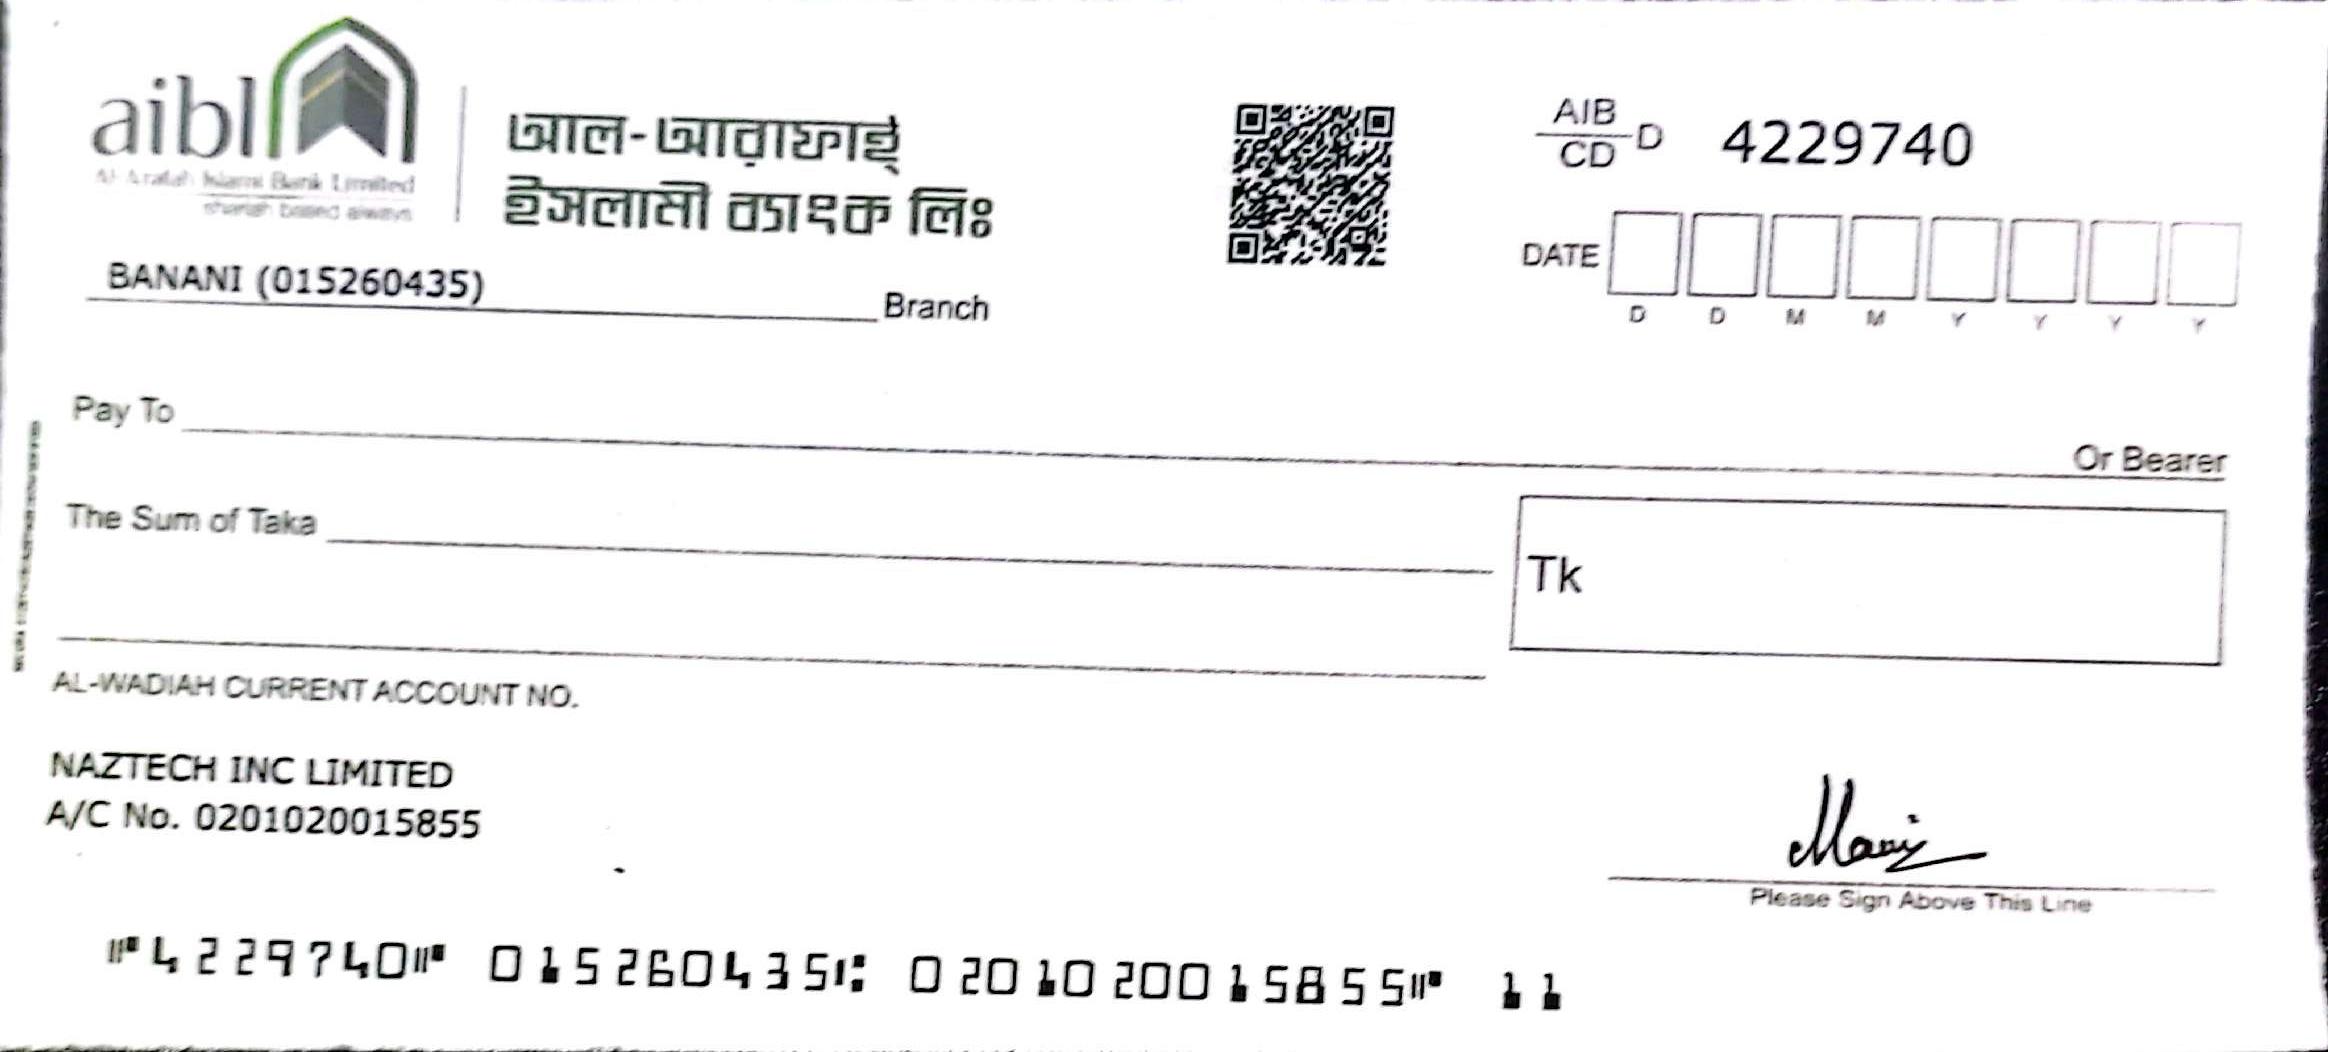 aibl
Al-Arafah Islami Bank Limited
shariah based always
আল-আরাফাহ্
ইসলামী ব্যাংক লিঃ
BANANI (015260435) Branch
AIB
CD D 4229740
DATE
D D M M Y Y Y Y
Pay To Or Bearer
The Sum of Taka
Tk
AL-WADIAH CURRENT ACCOUNT NO.
NAZTECH INC LIMITED
A/C No. 0201020015855
Please Sign Above This Line
⑈4229740⑈ 015260435⑆ 0201020015855⑈ 11